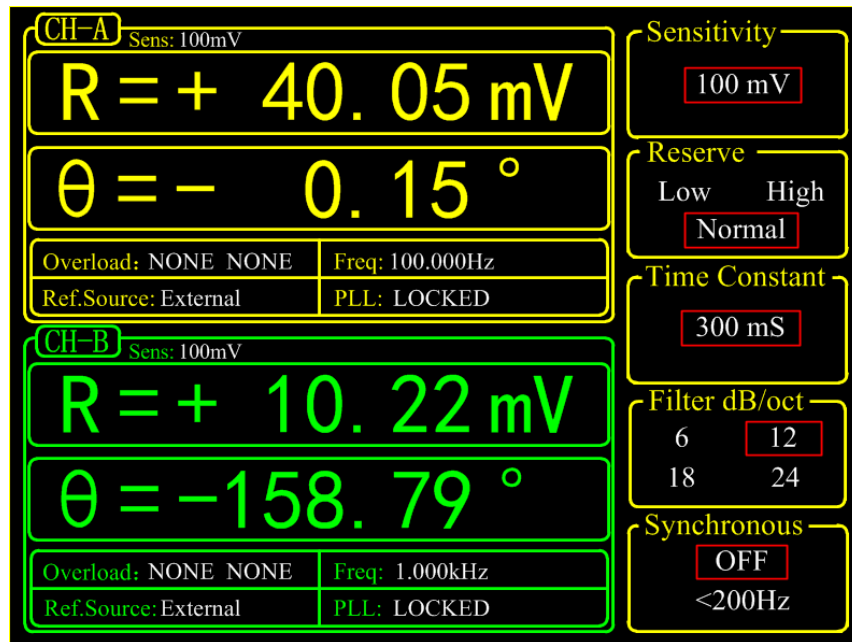 CH-A Sens: 100mV
R = + 40.05 mV
θ = - 0.15 °
Overload: NONE NONE Freq: 100.000Hz
Ref.Source: External PLL: LOCKED
CH-B Sens: 100mV
R = + 10.22 mV
θ = -158.79 °
Overload: NONE NONE Freq: 1.000kHz
Ref.Source: External PLL: LOCKED
Sensitivity
100 mV
Reserve
Low High
Normal
Time Constant
300 mS
Filter dB/oct
6 12
18 24
Synchronous
OFF
<200Hz